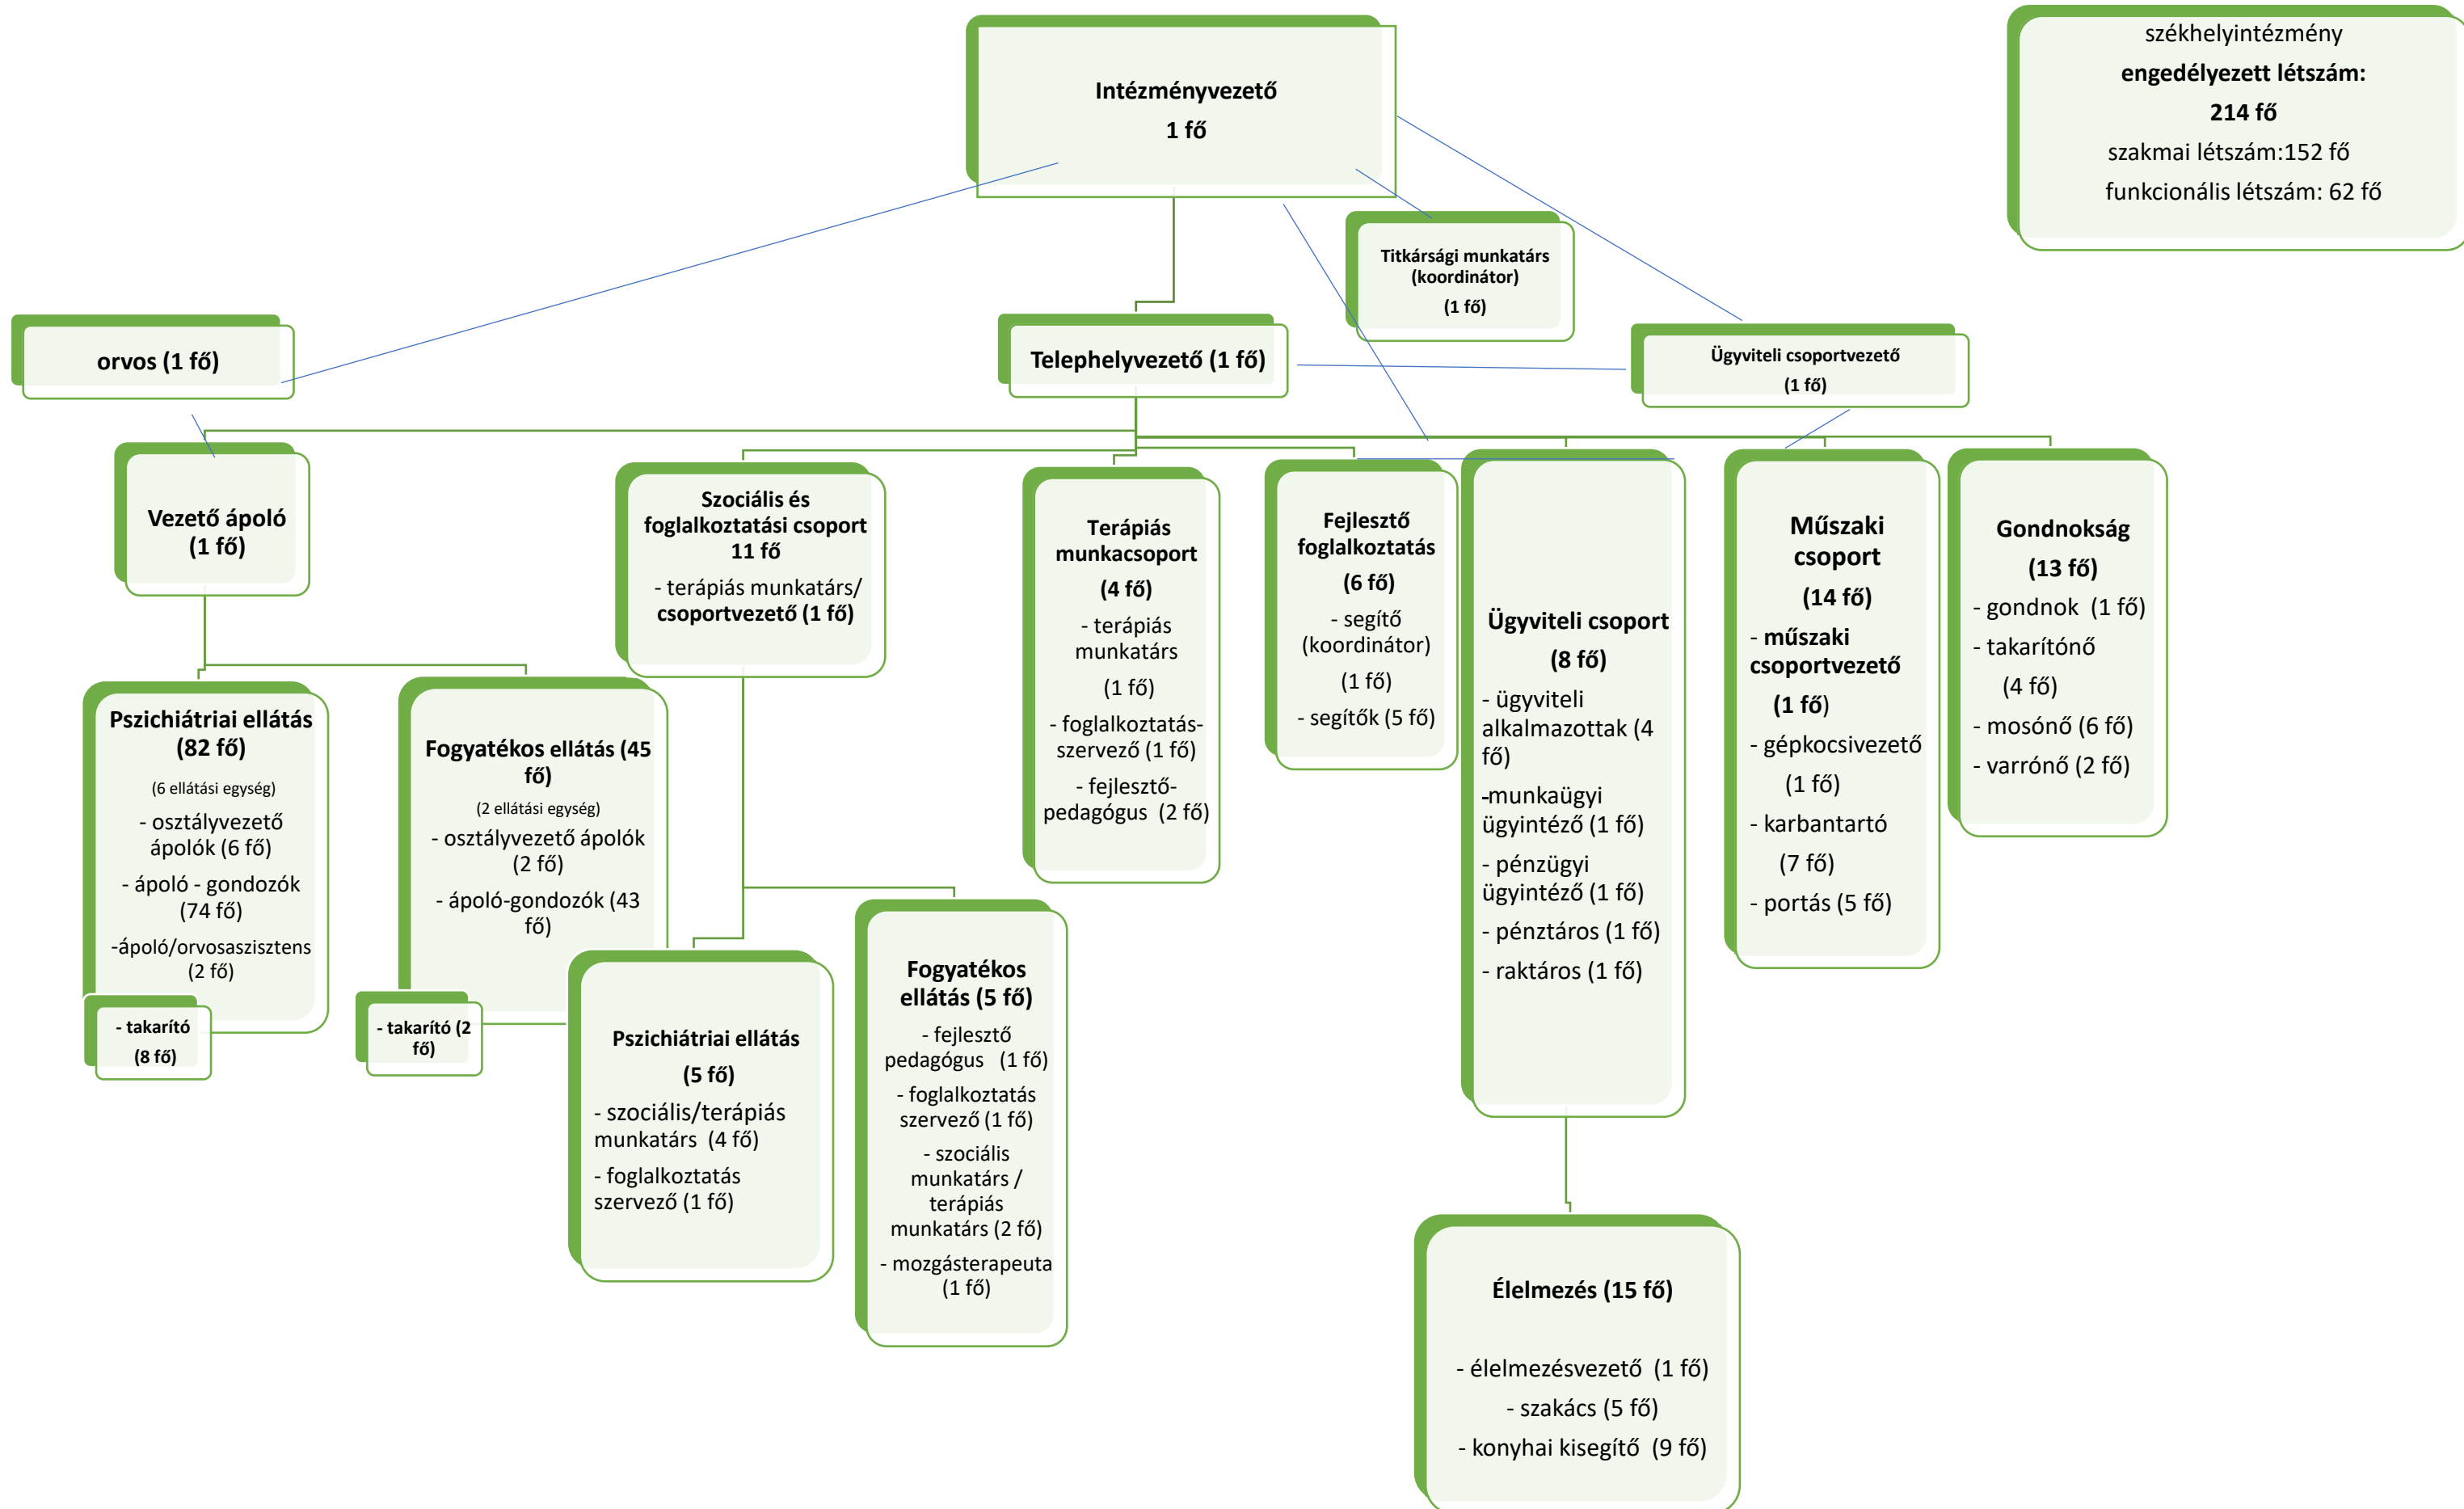 Intézményvezető
1 fő
székhelyintézmény
engedélyezett létszám:
214 fő
szakmai létszám:152 fő
funkcionális létszám: 62 fő
Titkársági munkatárs
(koordinátor)
(1 fő)
orvos (1 fő)
Telephelyvezető (1 fő)
Ügyviteli csoportvezető
(1 fő)
Vezető ápoló
(1 fő)
Szociális és
foglalkoztatási csoport
11 fő
- terápiás munkatárs/
csoportvezető (1 fő)
Terápiás
munkacsoport
(4 fő)
- terápiás
munkatárs
(1 fő)
- foglalkoztatás-
szervező (1 fő)
- fejlesztő-
pedagógus (2 fő)
Fejlesztő
foglalkoztatás
(6 fő)
- segítő
(koordinátor)
(1 fő)
- segítők (5 fő)
Ügyviteli csoport
(8 fő)
- ügyviteli
alkalmazottak (4
fő)
-munkaügyi
ügyintéző (1 fő)
- pénzügyi
ügyintéző (1 fő)
- pénztáros (1 fő)
- raktáros (1 fő)
Műszaki
csoport
(14 fő)
- műszaki
csoportvezető
(1 fő)
- gépkocsivezető
(1 fő)
- karbantartó
(7 fő)
- portás (5 fő)
Gondnokság
(13 fő)
- gondnok (1 fő)
- takarítónő
(4 fő)
- mosónő (6 fő)
- varrónő (2 fő)
Pszichiátriai ellátás
(82 fő)
(6 ellátási egység)
- osztályvezető
ápolók (6 fő)
- ápoló - gondozók
(74 fő)
-ápoló/orvosaszisztens
(2 fő)
- takarító
(8 fő)
Fogyatékos ellátás (45
fő)
(2 ellátási egység)
- osztályvezető ápolók
(2 fő)
- ápoló-gondozók (43
fő)
- takarító (2
fő)
Pszichiátriai ellátás
(5 fő)
- szociális/terápiás
munkatárs (4 fő)
- foglalkoztatás
szervező (1 fő)
Fogyatékos
ellátás (5 fő)
- fejlesztő
pedagógus (1 fő)
- foglalkoztatás
szervező (1 fő)
- szociális
munkatárs /
terápiás
munkatárs (2 fő)
- mozgásterapeuta
(1 fő)
Élelmezés (15 fő)
- élelmezésvezető (1 fő)
- szakács (5 fő)
- konyhai kisegítő (9 fő)